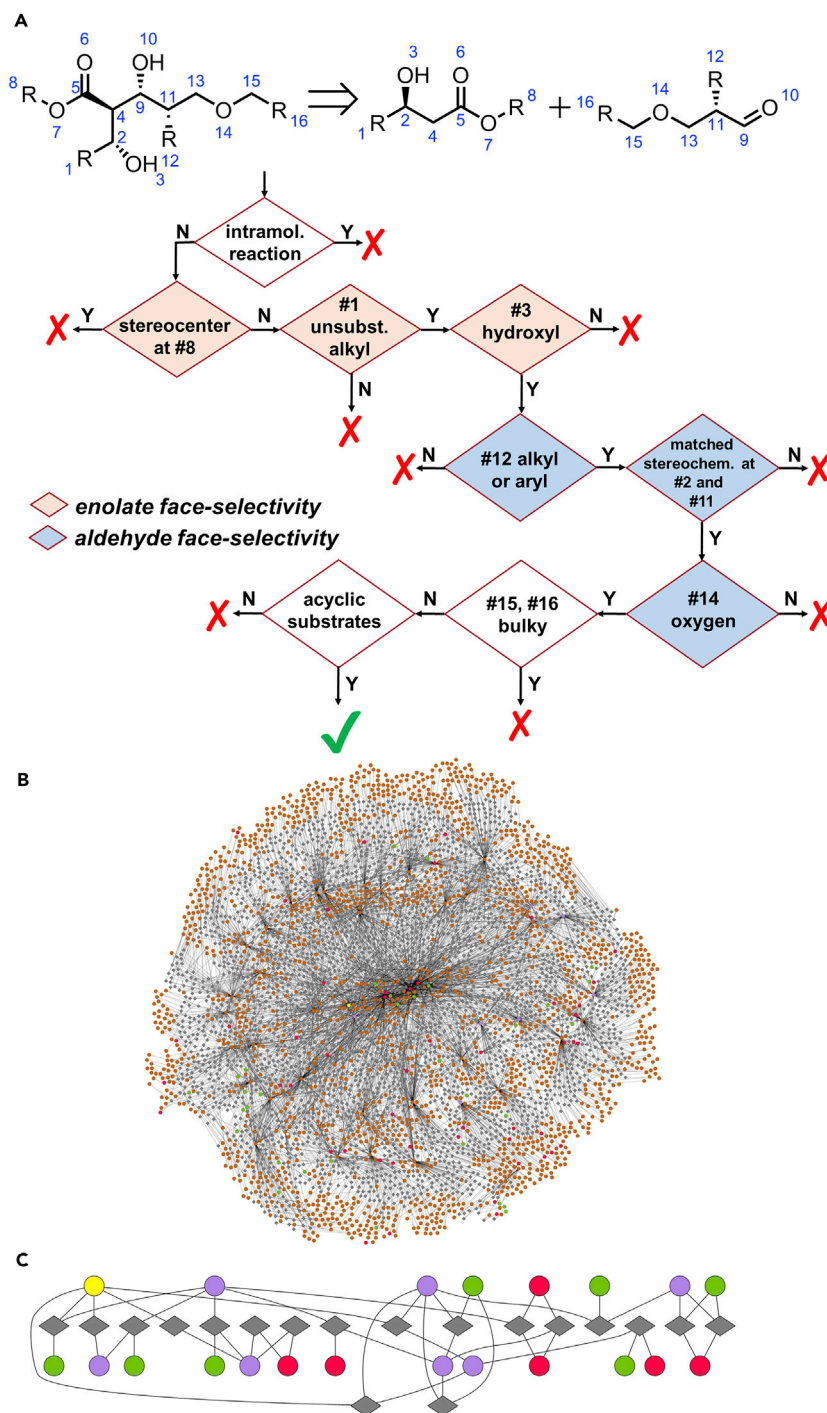 A
6
O
10
OH
8
R
5
O
7
4
9
11
13
15
O
14
R
16
2
R
12
R
1
OH
3
3
OH
6
O
R
8
R
1
2
4
5
O
7
+
12
R
14
O
10
O
16
R
15
13
11
9
intramol.
reaction
N
Y
stereocenter
at #8
Y
N
#1
unsubst.
alkyl
Y
N
#3
hydroxyl
N
Y
#12 alkyl
or aryl
N
Y
matched
stereochem. at
#2 and
#11
N
Y
enolate face-selectivity
aldehyde face-selectivity
acyclic
substrates
N
Y
#15, #16
bulky
N
Y
#14
oxygen
Y
N
B
C